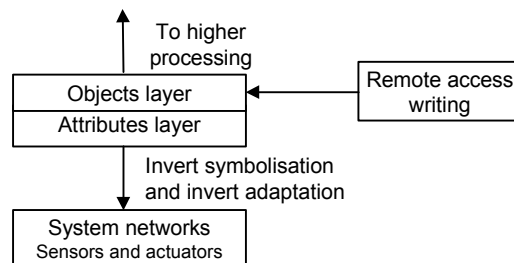 To higher
processing
Objects layer
Attributes layer
Remote access
writing
Invert symbolisation
and invert adaptation
System networks
Sensors and actuators